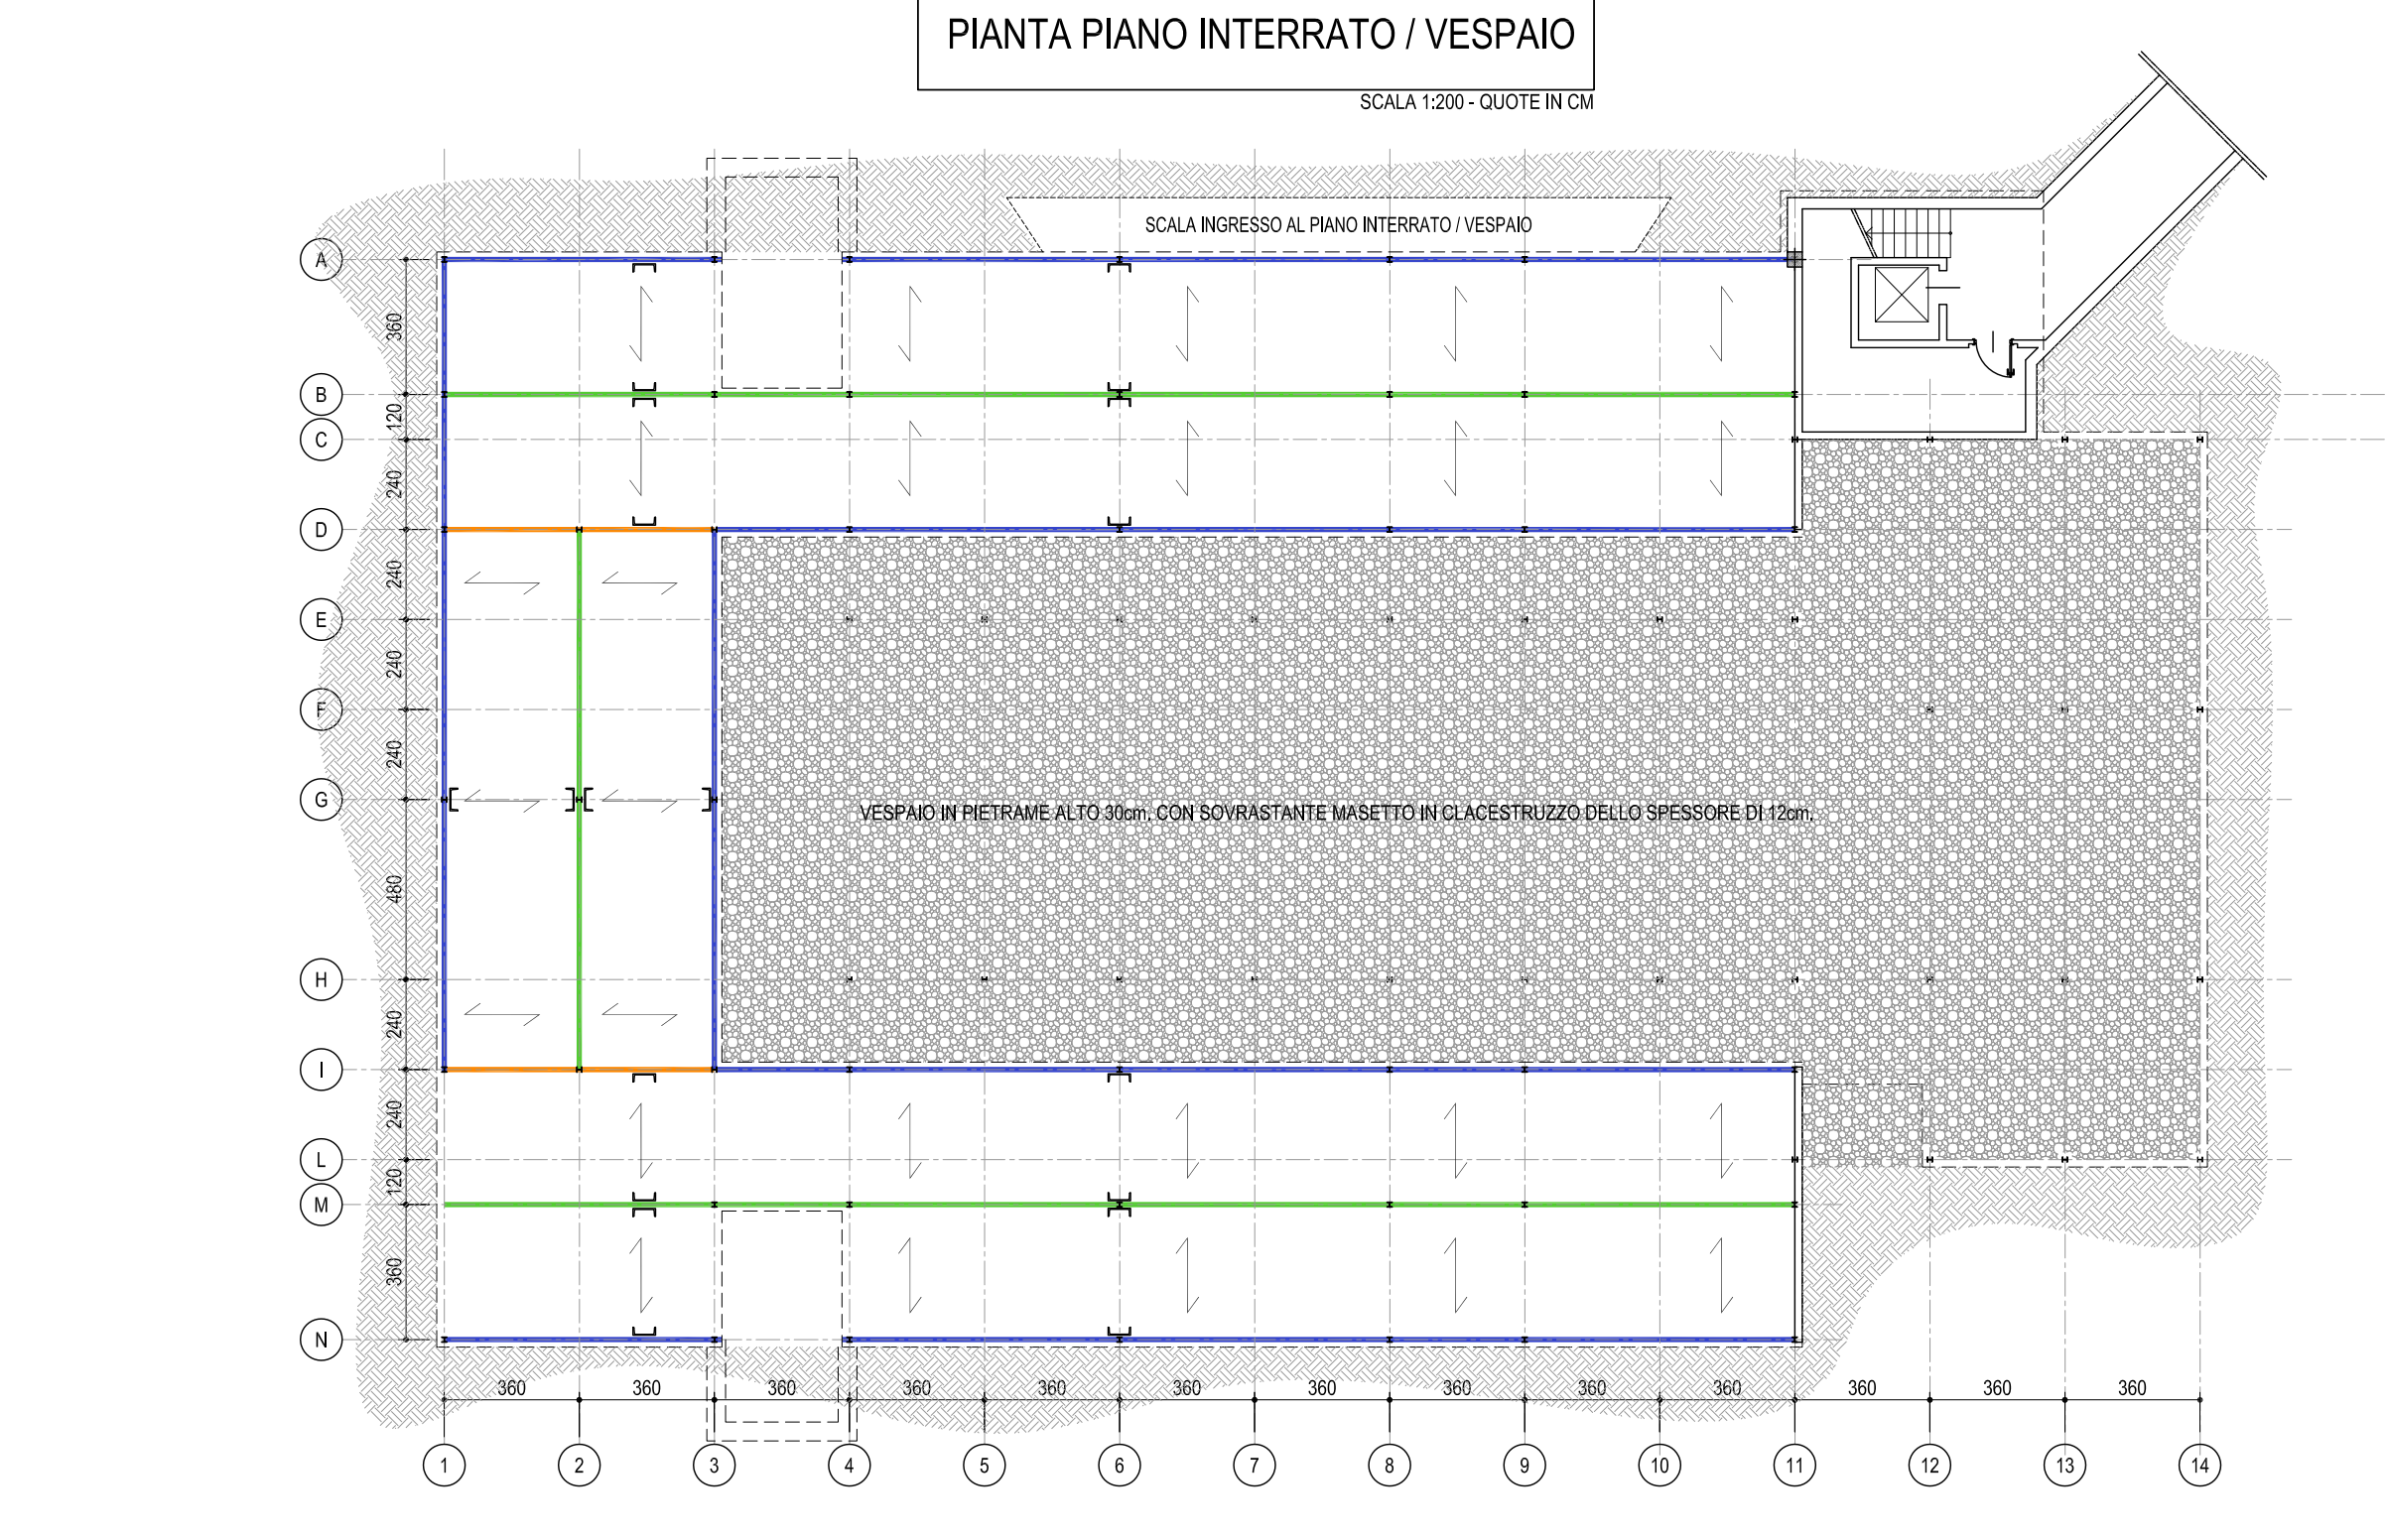 PIANTA PIANO INTERRATO / VESPAIO
SCALA 1:200 - QUOTE IN CM
SCALA INGRESSO AL PIANO INTERRATO / VESPAIO
A
360
B
120
C
240
D
240
E
240
F
240
G
VESPAIO IN PIETRAME ALTO 30cm. CON SOVRASTANTE MASETTO IN CLACESTRUZZO DELLO SPESSORE DI 12cm.
480
H
240
I
240
L
120
M
360
N
360 360 360 360 360 360 360 360 360 360 360 360 360
1 2 3 4 5 6 7 8 9 10 11 12 13 14